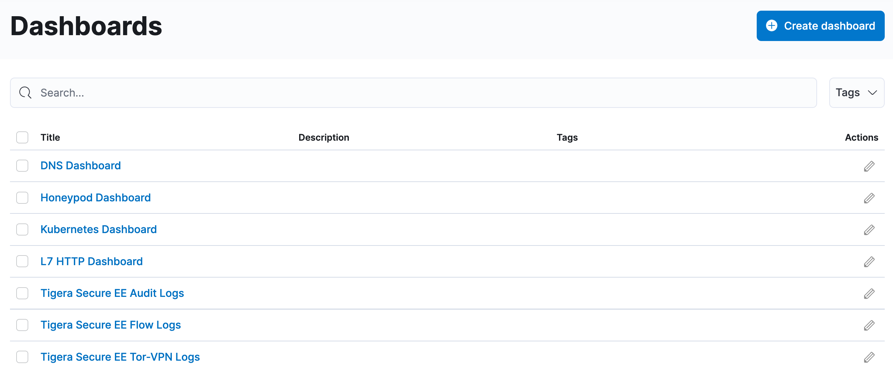 Dashboards
Create dashboard
Search...
Tags
Title Description Tags Actions
DNS Dashboard
Honeypod Dashboard
Kubernetes Dashboard
L7 HTTP Dashboard
Tigera Secure EE Audit Logs
Tigera Secure EE Flow Logs
Tigera Secure EE Tor-VPN Logs